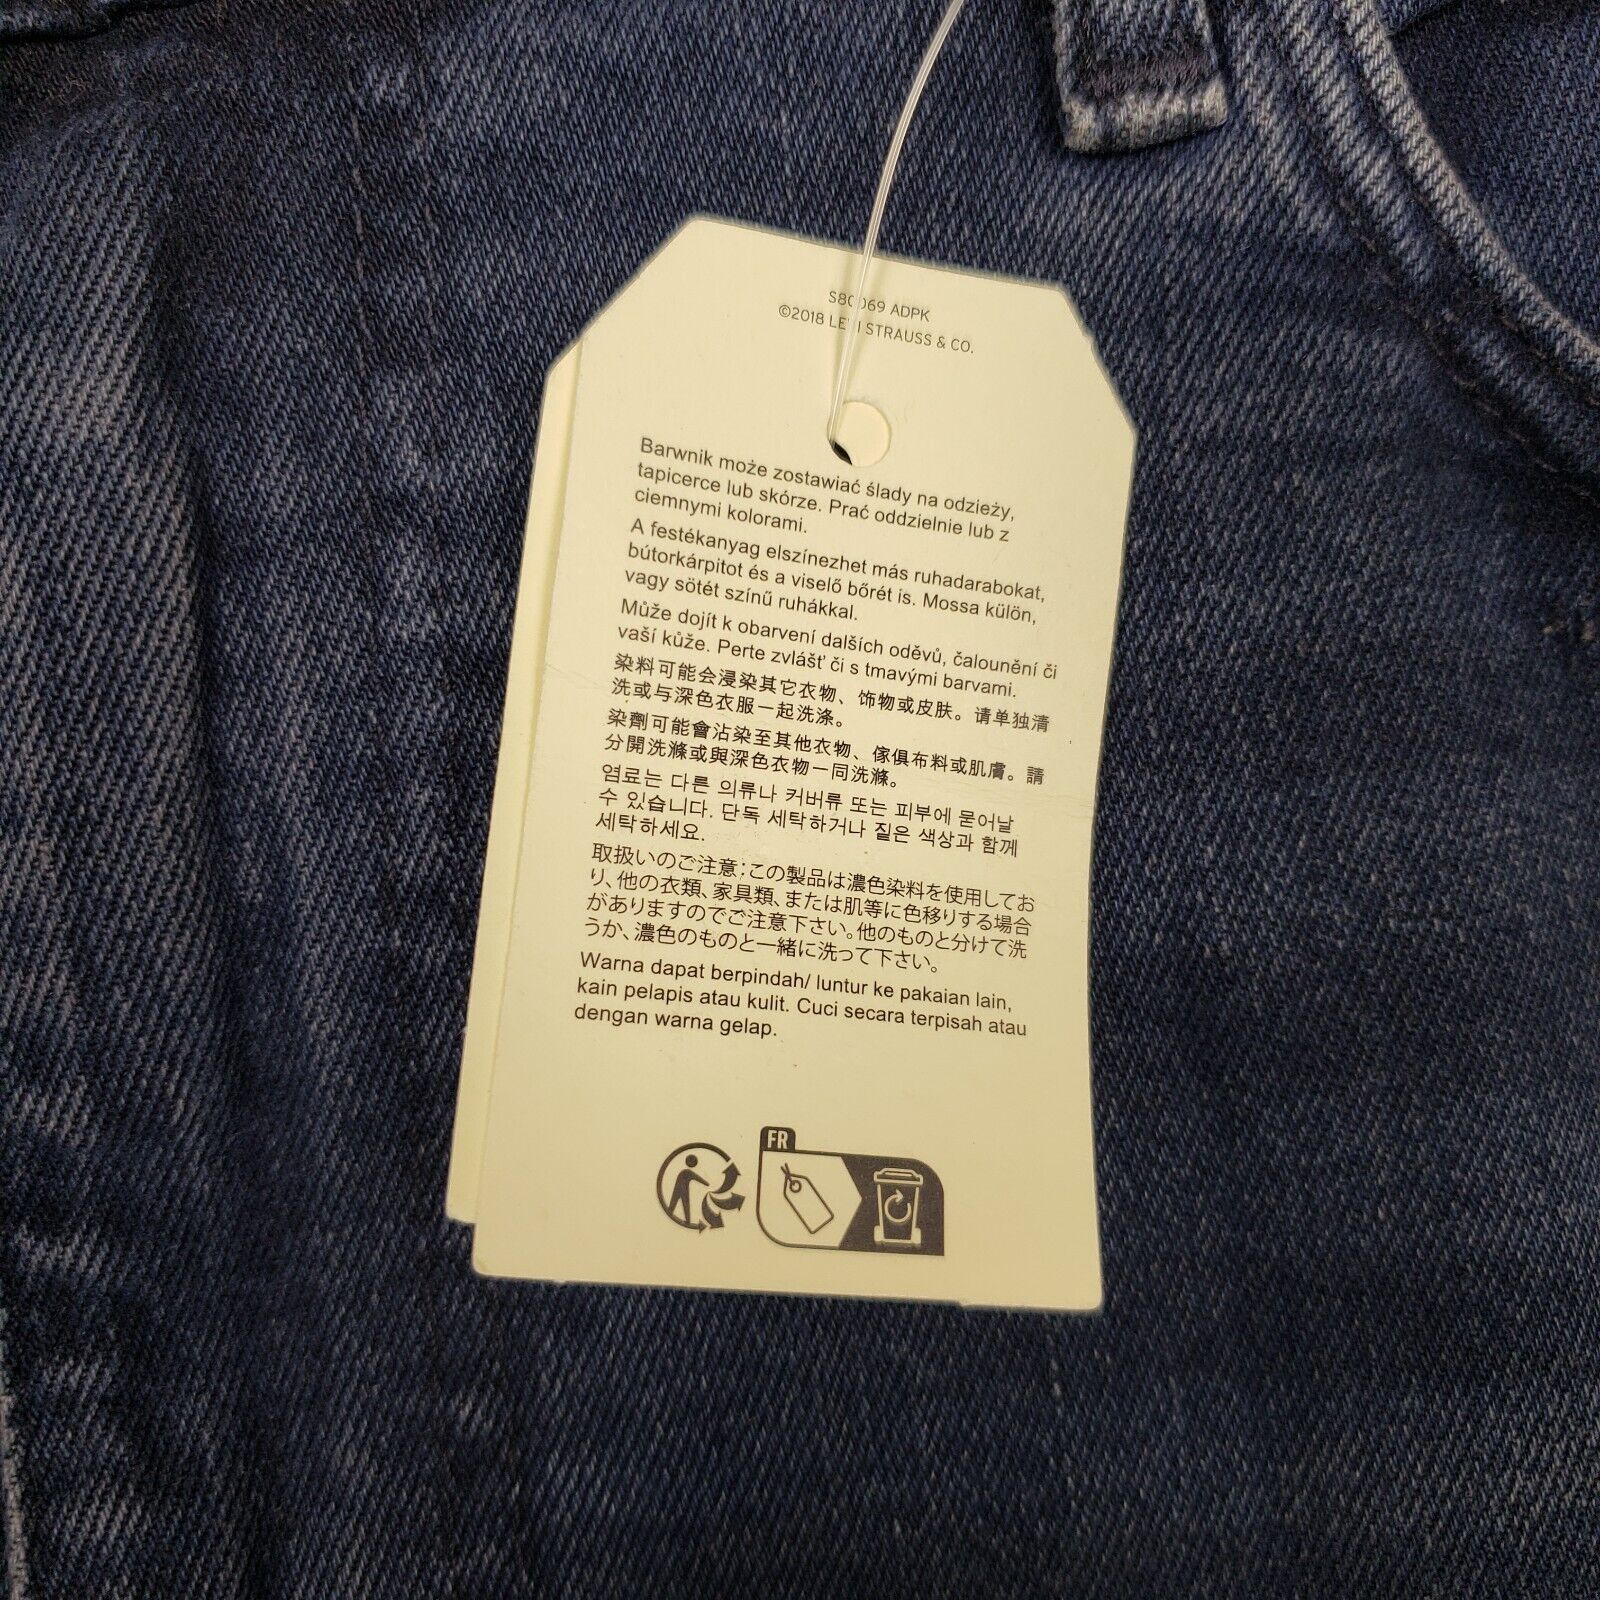 S80069 ADPK
©2018 LEVI STRAUSS & CO.
Barwnik może zostawiać ślady na odzieży,
tapicerce lub skórze. Prać oddzielnie lub z
ciemnymi kolorami.
A festékanyag elszínezhet más ruhadarabokat,
bútorkárpitot és a viselő bőrét is. Mossa külön,
vagy sötét színű ruhákkal.
Může dojít k obarvení dalších oděvů, čalounění či
vaší kůže. Perte zvlášť či s tmavými barvami.
染料可能会浸染其它衣物、饰物或皮肤。请单独清
洗或与深色衣服一起洗涤。
染劑可能會沾染至其他衣物、傢俱布料或肌膚。請
分開洗滌或與深色衣物一同洗滌。
염료는 다른 의류나 커버류 또는 피부에 묻어날
수 있습니다. 단독 세탁하거나 짙은 색상과 함께
세탁하세요.
取扱いのご注意;この製品は濃色染料を使用してお
り、他の衣類、家具類、または肌等に色移りする場合
がありますのでご注意下さい。他のものと分けて洗
うか、濃色のものと一緒に洗って下さい。
Warna dapat berpindah/ luntur ke pakaian lain,
kain pelapis atau kulit. Cuci secara terpisah atau
dengan warna gelap.
FR